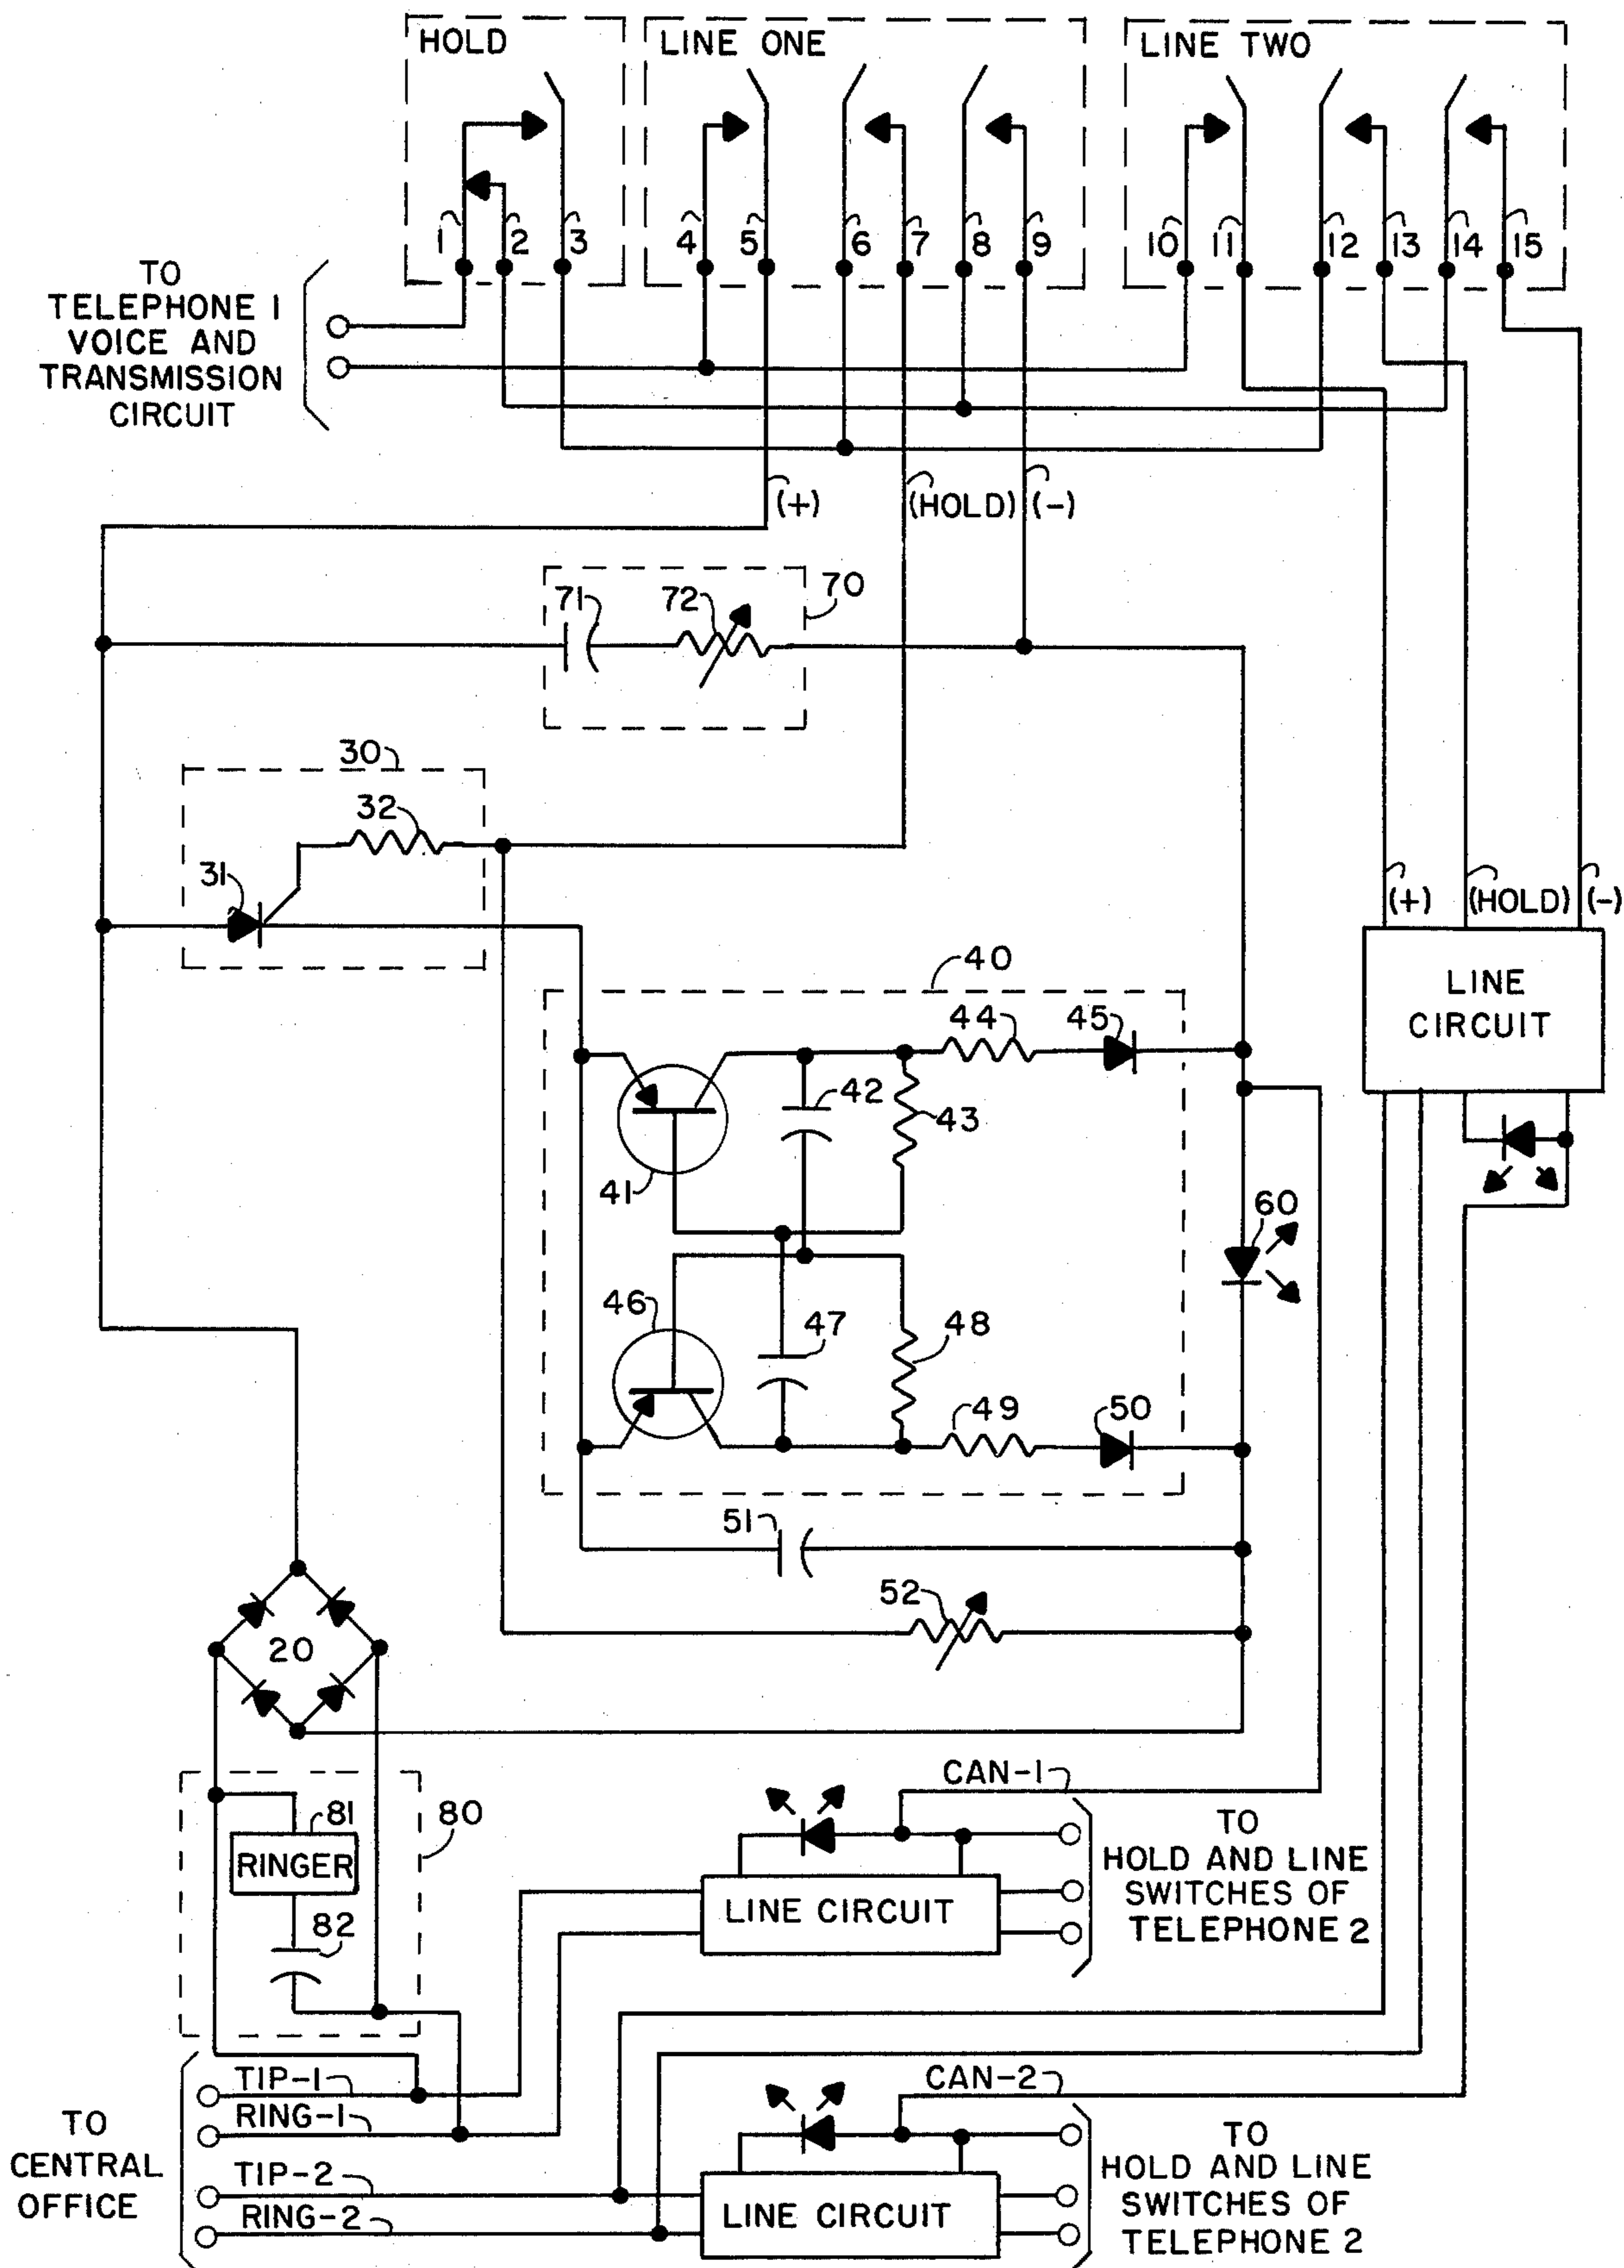 HOLD
LINE ONE
LINE TWO
1 2 3 4 5 6 7 8 9 10 11 12 13 14 15
TO
TELEPHONE 1
VOICE AND
TRANSMISSION
CIRCUIT
(+) (HOLD) (-)
71 72 70
30
32
31
(+) (HOLD) (-)
40
LINE
CIRCUIT
44 45
42 43
41
60
46 47 48
49 50
51
52
20
CAN-1
81 80
RINGER
82
LINE CIRCUIT
TO
HOLD AND LINE
SWITCHES OF
TELEPHONE 2
TIP-1
RING-1
TO
CENTRAL
OFFICE
TIP-2
RING-2
CAN-2
LINE CIRCUIT
TO
HOLD AND LINE
SWITCHES OF
TELEPHONE 2